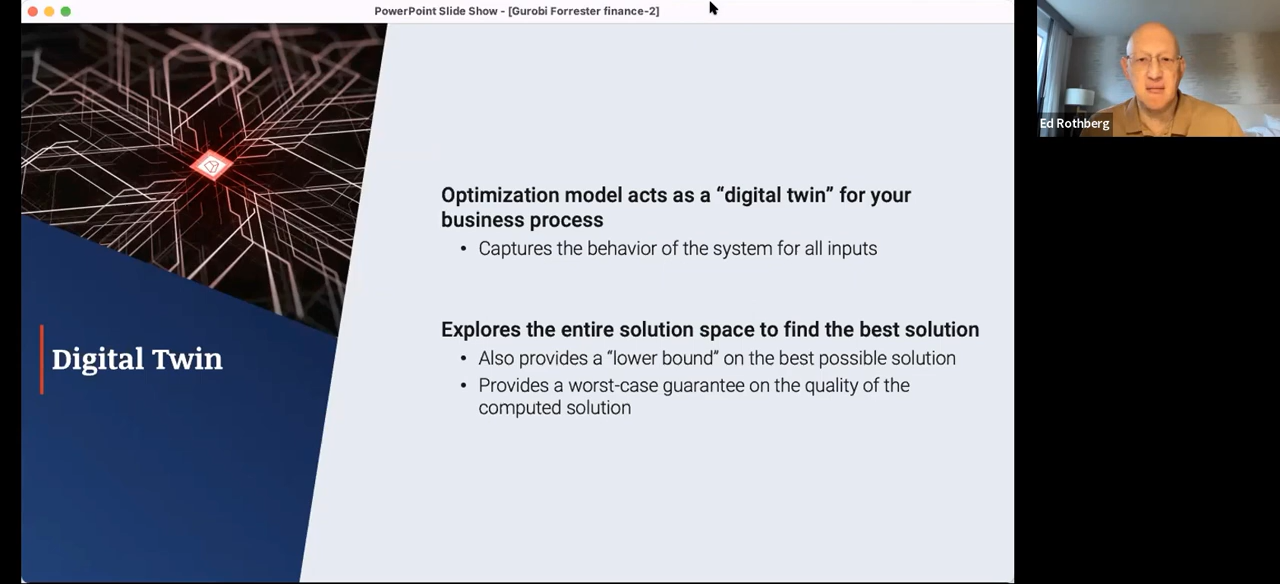 PowerPoint Slide Show - [Gurobi Forrester finance-2]
Ed Rothberg
Optimization model acts as a “digital twin” for your
business process
• Captures the behavior of the system for all inputs
Explores the entire solution space to find the best solution
• Also provides a “lower bound” on the best possible solution
• Provides a worst-case guarantee on the quality of the
computed solution
Digital Twin